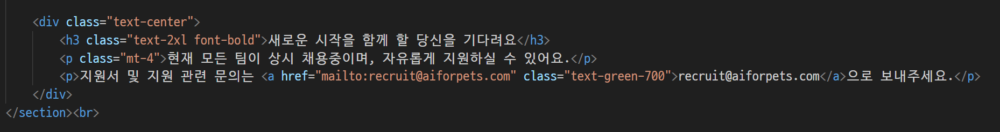 <div class="text-center">
<h3 class="text-2xl font-bold">새로운 시작을 함께 할 당신을 기다려요</h3>
<p class="mt-4">현재 모든 팀이 상시 채용중이며, 자유롭게 지원하실 수 있어요.</p>
<p>지원서 및 지원 관련 문의는 <a href="mailto:recruit@aiforpets.com" class="text-green-700">recruit@aiforpets.com</a>으로 보내주세요.</p>
</div>
</section><br>